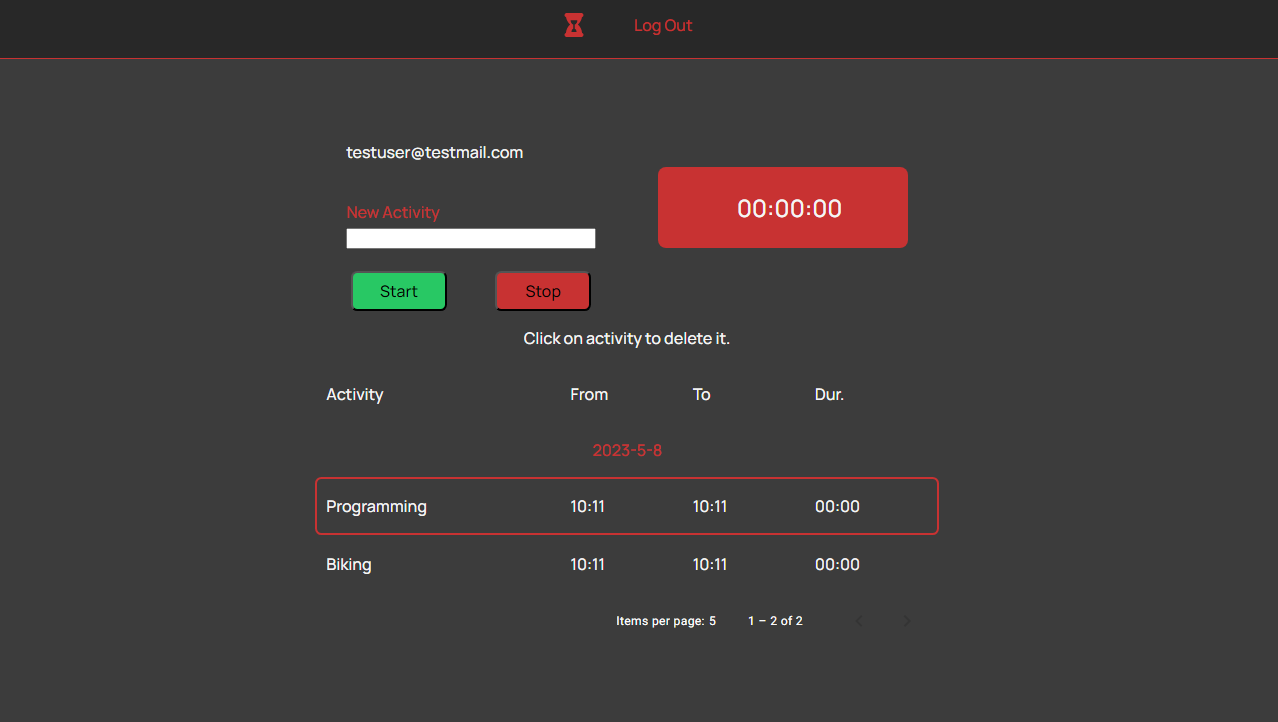 Log Out
testuser@testmail.com
00:00:00
New Activity
Start Stop
Click on activity to delete it.
Activity From To Dur.
2023-5-8
Programming 10:11 10:11 00:00
Biking 10:11 10:11 00:00
Items per page: 5 1 – 2 of 2